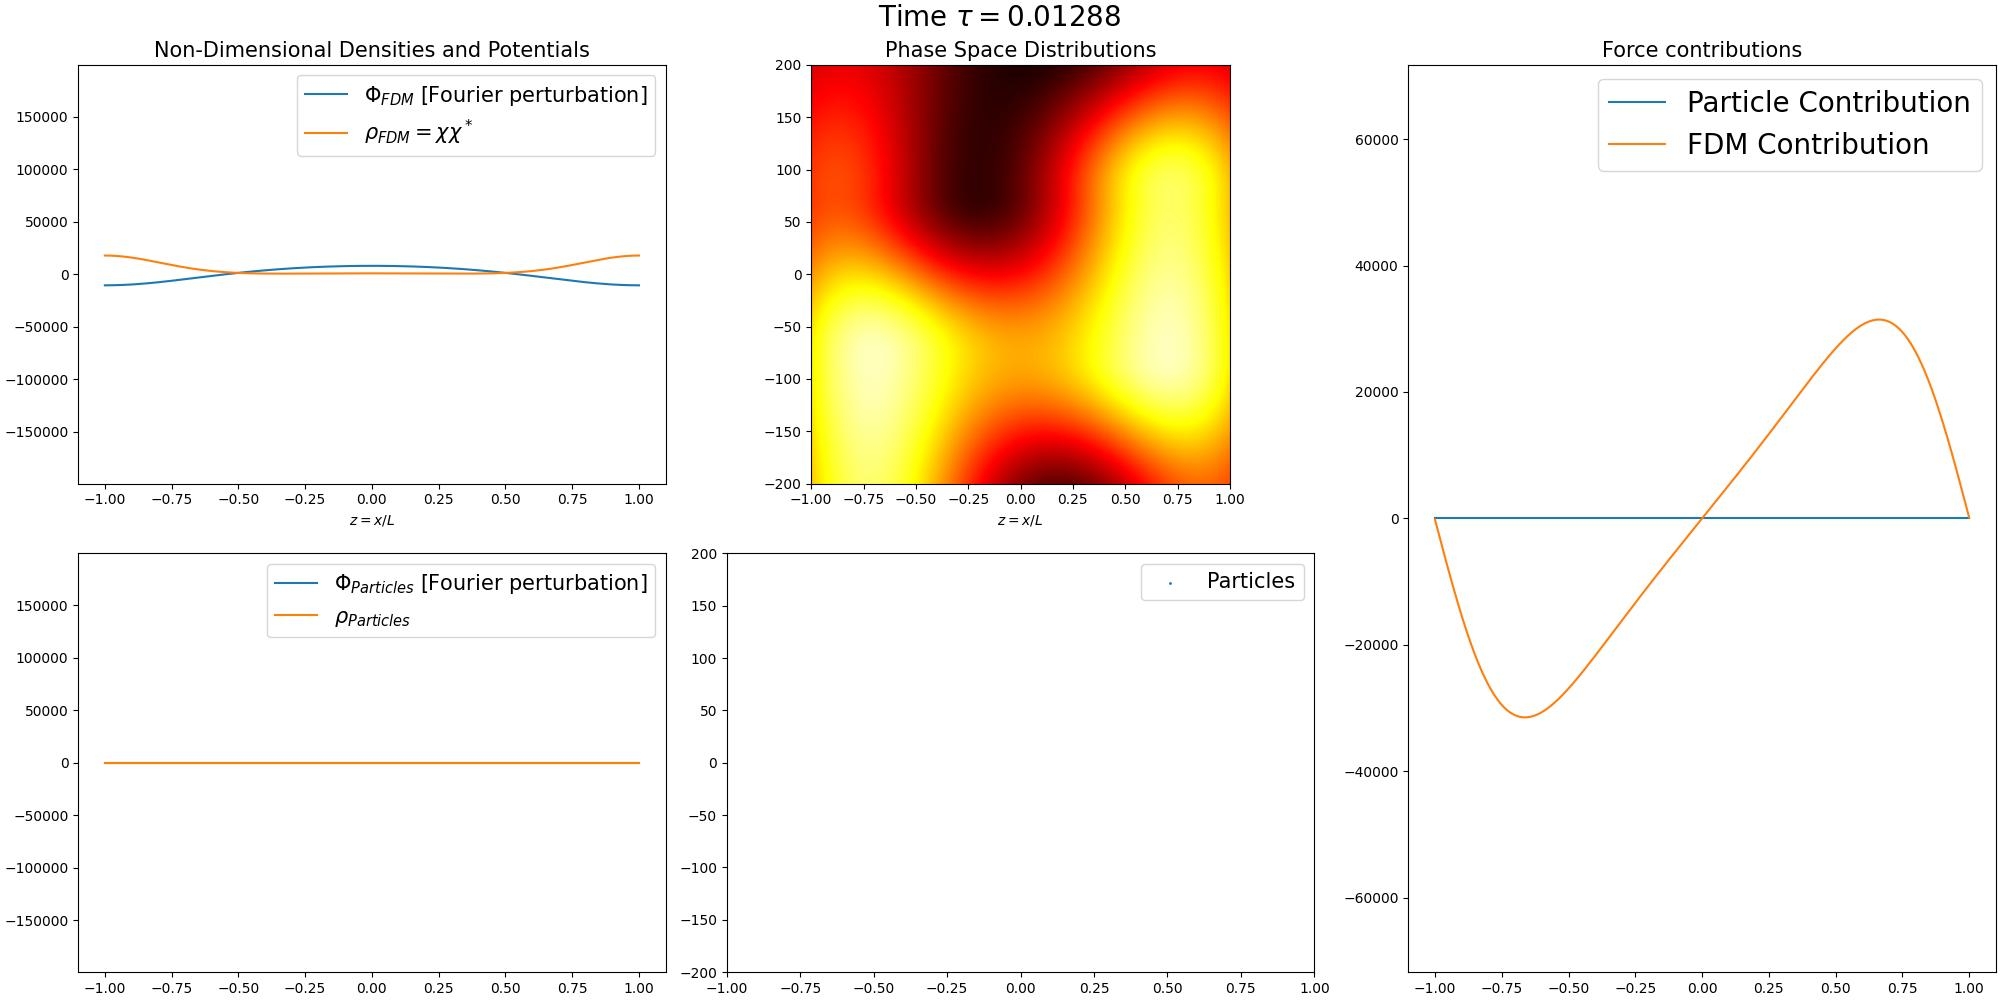 Time τ = 0.01288
Non-Dimensional Densities and Potentials
Φ_FDM [Fourier perturbation]
ρ_FDM = χχ*
150000
100000
50000
0
−50000
−100000
−150000
−1.00 −0.75 −0.50 −0.25 0.00 0.25 0.50 0.75 1.00
z = x/L
Phase Space Distributions
200
150
100
50
0
−50
−100
−150
−200
−1.00 −0.75 −0.50 −0.25 0.00 0.25 0.50 0.75 1.00
z = x/L
Force contributions
Particle Contribution
FDM Contribution
60000
40000
20000
0
−20000
−40000
−60000
−1.00 −0.75 −0.50 −0.25 0.00 0.25 0.50 0.75 1.00
Φ_Particles [Fourier perturbation]
ρ_Particles
150000
100000
50000
0
−50000
−100000
−150000
−1.00 −0.75 −0.50 −0.25 0.00 0.25 0.50 0.75 1.00
Particles
200
150
100
50
0
−50
−100
−150
−200
−1.00 −0.75 −0.50 −0.25 0.00 0.25 0.50 0.75 1.00